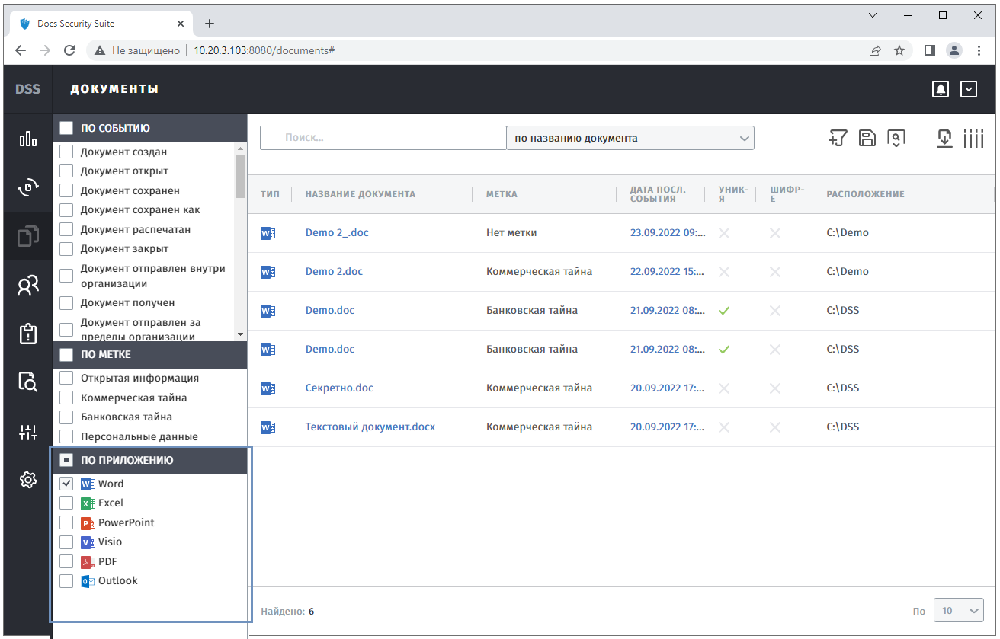 Docs Security Suite
Не защищено
10.20.3.103:8080/documents#
DSS
ДОКУМЕНТЫ
ПО СОБЫТИЮ
Документ создан
Документ открыт
Документ сохранен
Документ сохранен как
Документ распечатан
Документ закрыт
Документ отправлен внутри
организации
Документ получен
Документ отправлен за
пределы организации
ПО МЕТКЕ
Открытая информация
Коммерческая тайна
Банковская тайна
Персональные данные
ПО ПРИЛОЖЕНИЮ
Word
Excel
PowerPoint
Visio
PDF
Outlook
Поиск...
по названию документа
ТИП НАЗВАНИЕ ДОКУМЕНТА МЕТКА ДАТА ПОСЛ. УНИК- ШИФР- РАСПОЛОЖЕНИЕ
СОБЫТИЯ Я Е
Demo 2_.doc Нет метки 23.09.2022 09:... C:\Demo
Demo 2.doc Коммерческая тайна 22.09.2022 15:... C:\Demo
Demo.doc Банковская тайна 21.09.2022 08:... C:\DSS
Demo.doc Банковская тайна 21.09.2022 08:... C:\DSS
Секретно.doc Коммерческая тайна 20.09.2022 17:... C:\DSS
Текстовый документ.docx Коммерческая тайна 20.09.2022 17:... C:\DSS
Найдено: 6
По 10